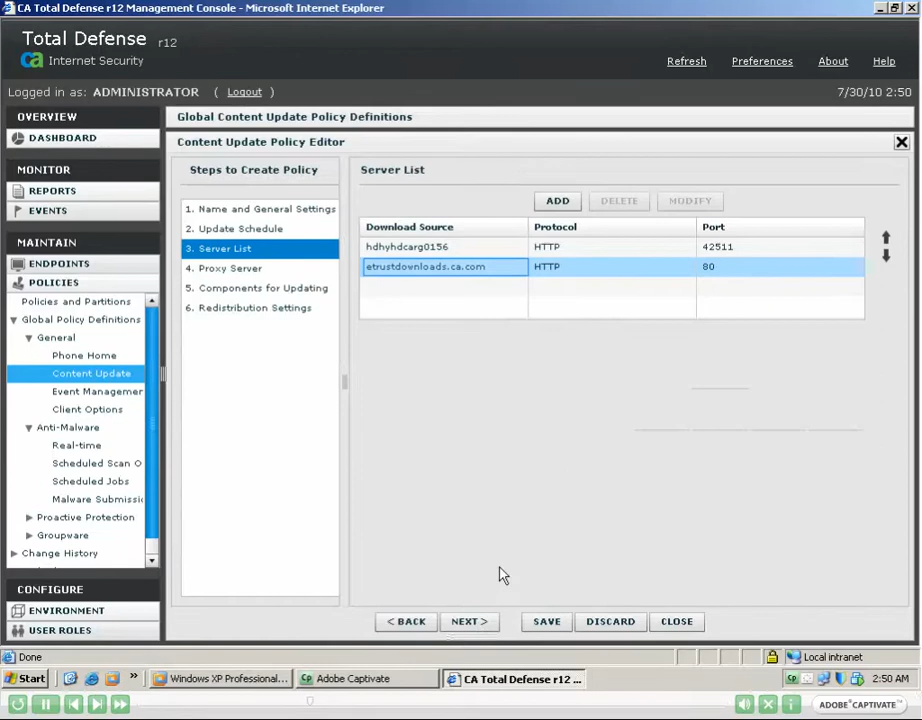 CA Total Defense r12 Management Console - Microsoft Internet Explorer
Total Defense r12
ca Internet Security
Refresh Preferences About Help
Logged in as: ADMINISTRATOR ( Logout )
7/30/10 2:50
OVERVIEW
DASHBOARD
MONITOR
REPORTS
EVENTS
MAINTAIN
ENDPOINTS
POLICIES
Policies and Partitions
Global Policy Definitions
General
Phone Home
Content Update
Event Managemer
Client Options
Anti-Malware
Real-time
Scheduled Scan O
Scheduled Jobs
Malware Submissi
Proactive Protection
Groupware
Change History
CONFIGURE
ENVIRONMENT
USER ROLES
Global Content Update Policy Definitions
Content Update Policy Editor
Steps to Create Policy
1. Name and General Settings
2. Update Schedule
3. Server List
4. Proxy Server
5. Components for Updating
6. Redistribution Settings
Server List
ADD DELETE MODIFY
Download Source Protocol Port
hdhyhdcarg0156 HTTP 42511
etrustdownloads.ca.com HTTP 80
< BACK NEXT > SAVE DISCARD CLOSE
Done
Local intranet
Start
Windows XP Professional...
Adobe Captivate
CA Total Defense r12 ...
2:50 AM
ADOBE CAPTIVATE